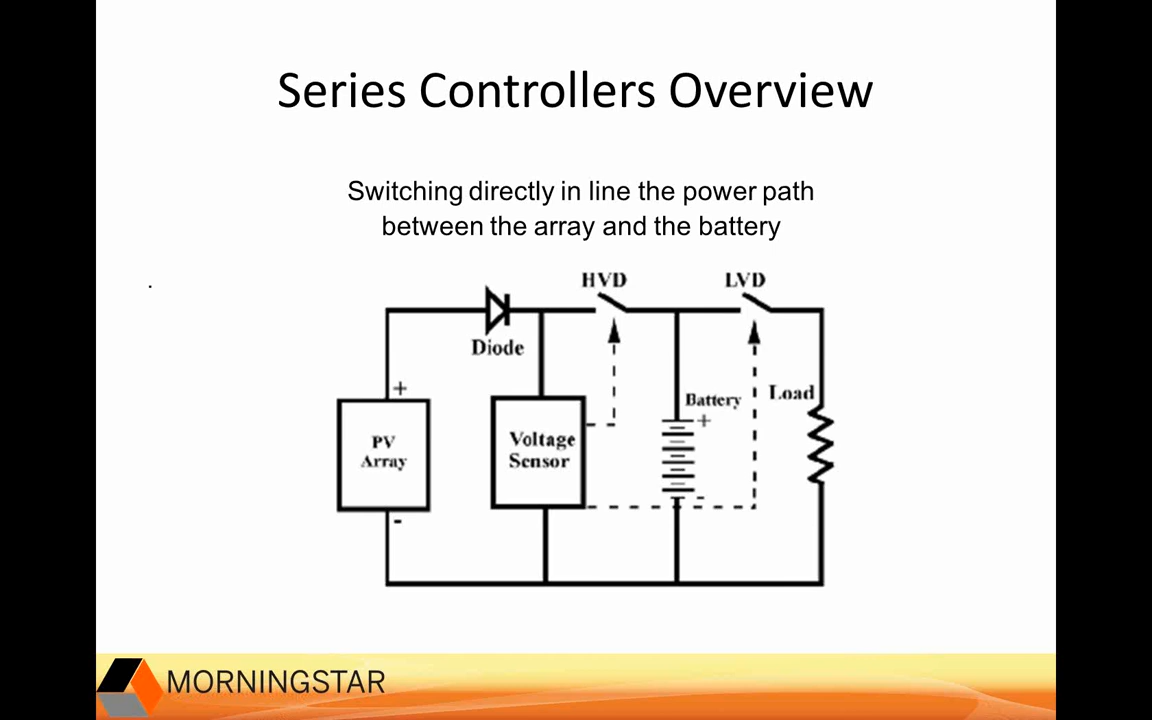 Series Controllers Overview
Switching directly in line the power path
between the array and the battery
.
HVD
LVD
Diode
+
PV
Array
-
Voltage
Sensor
Battery
+
-
Load
MORNINGSTAR